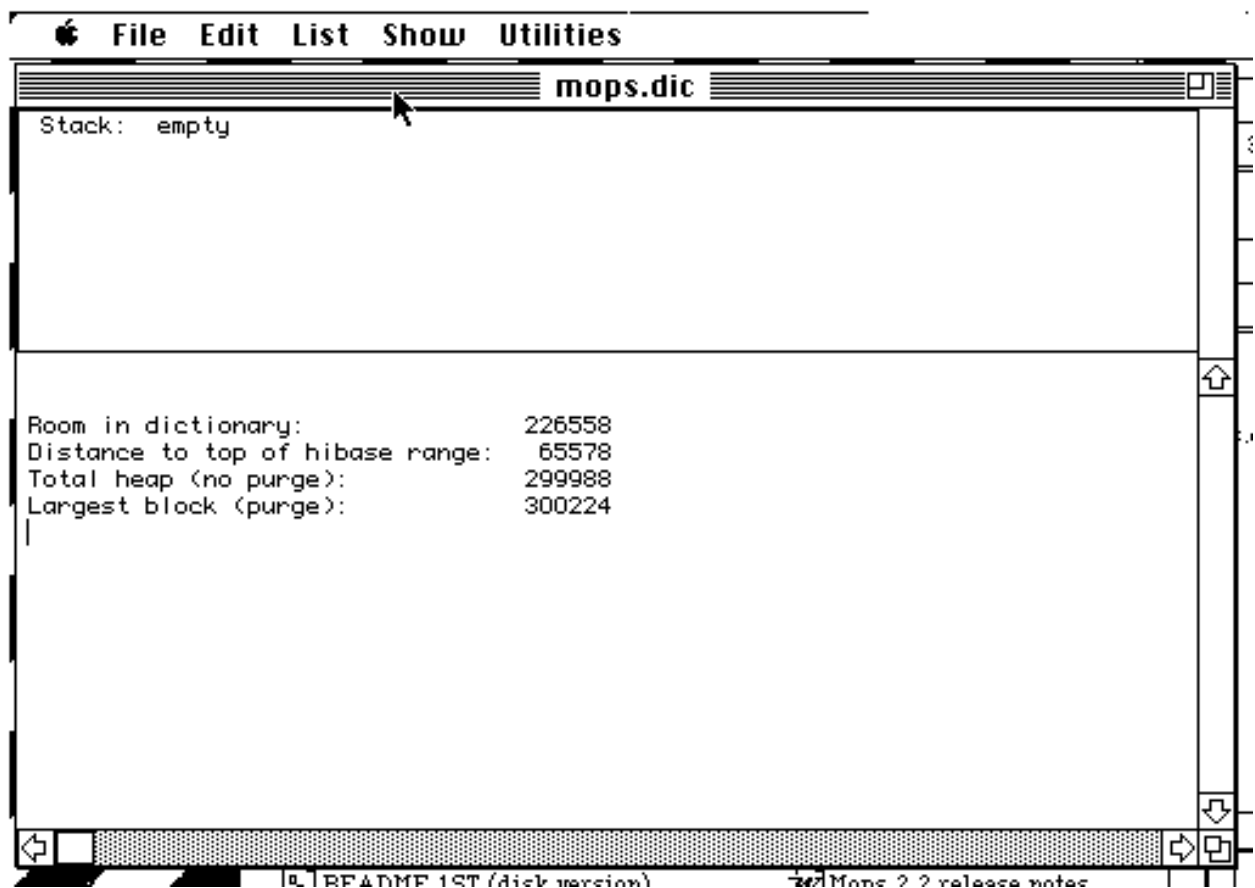 File Edit List Show Utilities
mops.dic
Stack: empty
3
Room in dictionary: 226558
Distance to top of hibase range: 65578
Total heap (no purge): 299988
Largest block (purge): 300224
README 1ST (disk version) Mops 2.2 release notes